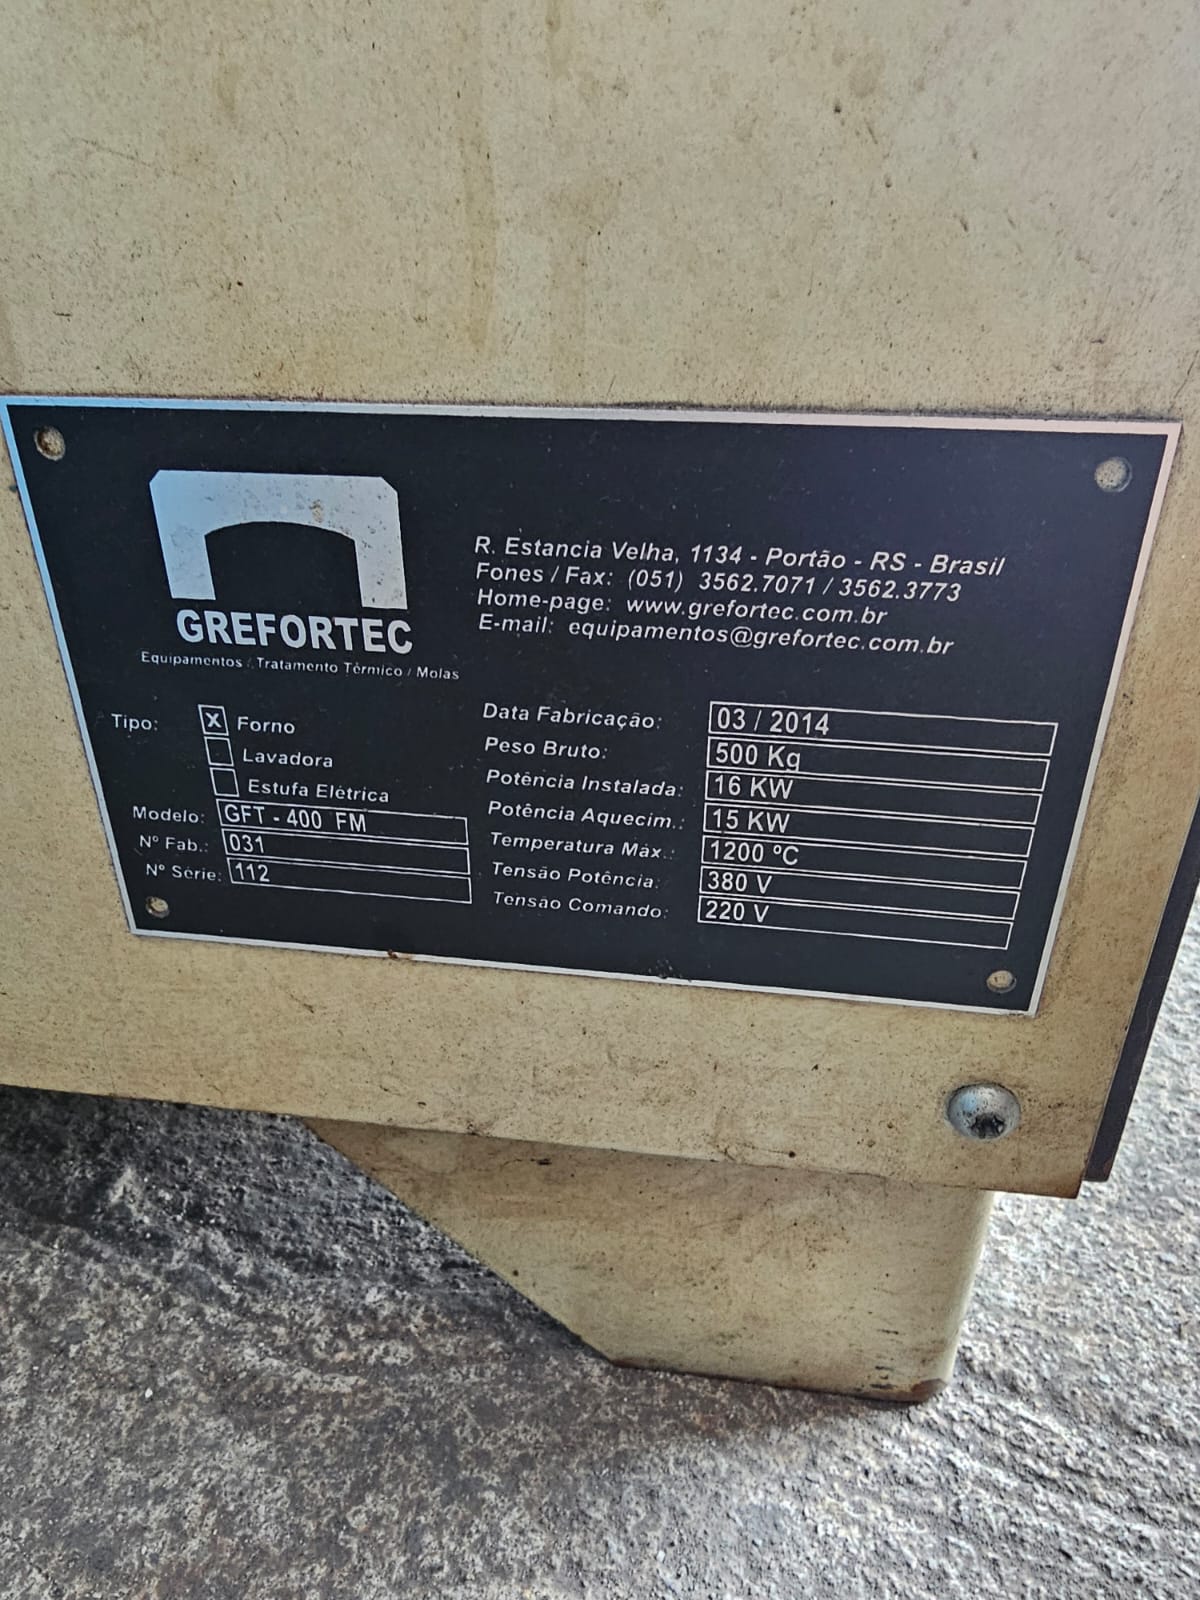 GREFORTEC
Equipamentos / Tratamento Térmico / Molas
R. Estancia Velha, 1134 - Portão - RS - Brasil
Fones / Fax: (051) 3562.7071 / 3562.3773
Home-page: www.grefortec.com.br
E-mail: equipamentos@grefortec.com.br
Tipo: X Forno
Lavadora
Estufa Elétrica
Modelo: GFT - 400 FM
Nº Fab.: 031
Nº Série: 112
Data Fabricação: 03 / 2014
Peso Bruto: 500 Kg
Potência Instalada: 16 KW
Potência Aquecim.: 15 KW
Temperatura Máx.: 1200 ºC
Tensão Potência: 380 V
Tensão Comando: 220 V